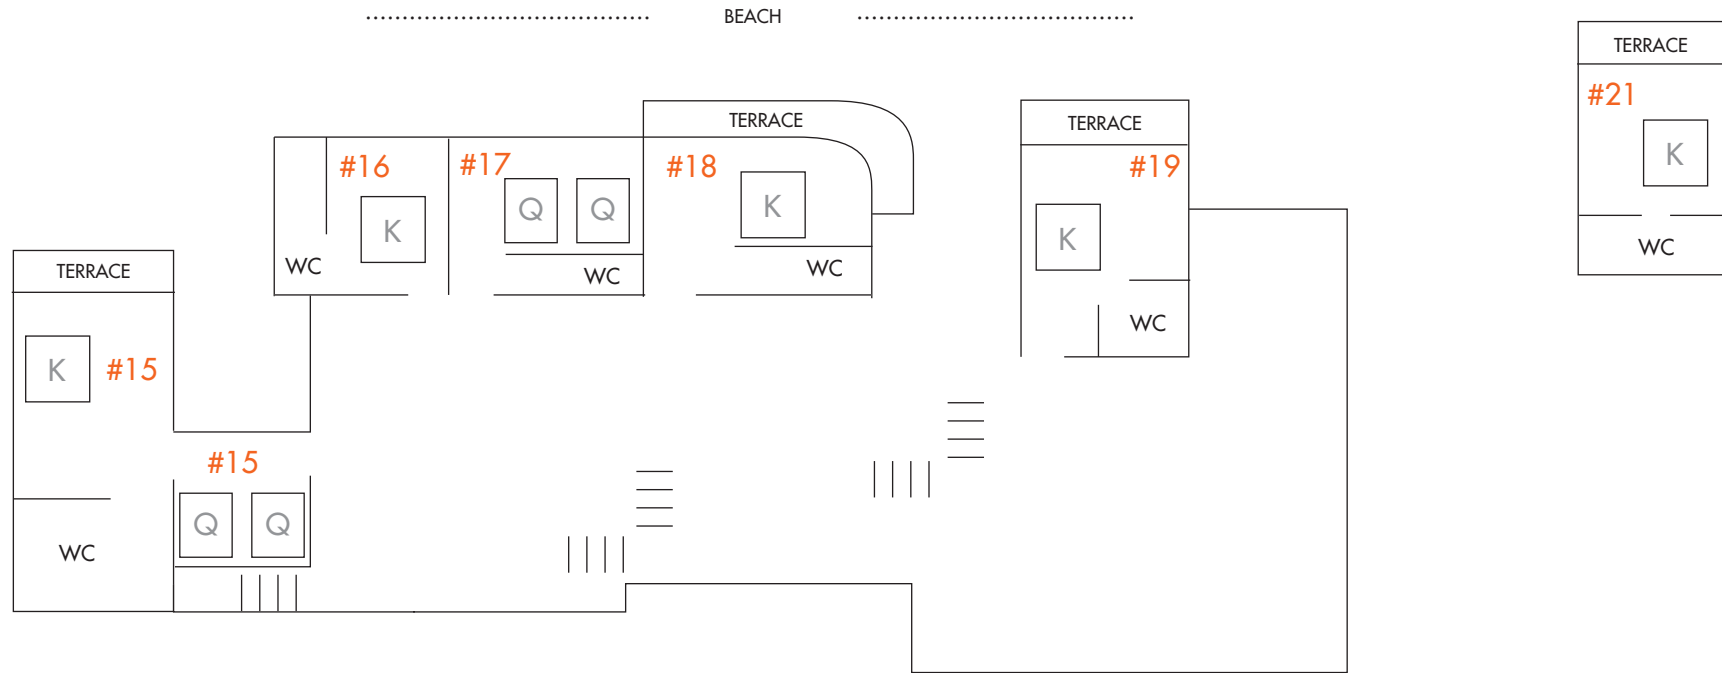 BEACH
TERRACE
#21
K
WC
TERRACE
TERRACE
#16
#17
#18
#19
K
Q Q
K
K
WC
WC
WC
WC
TERRACE
K
#15
#15
Q Q
WC